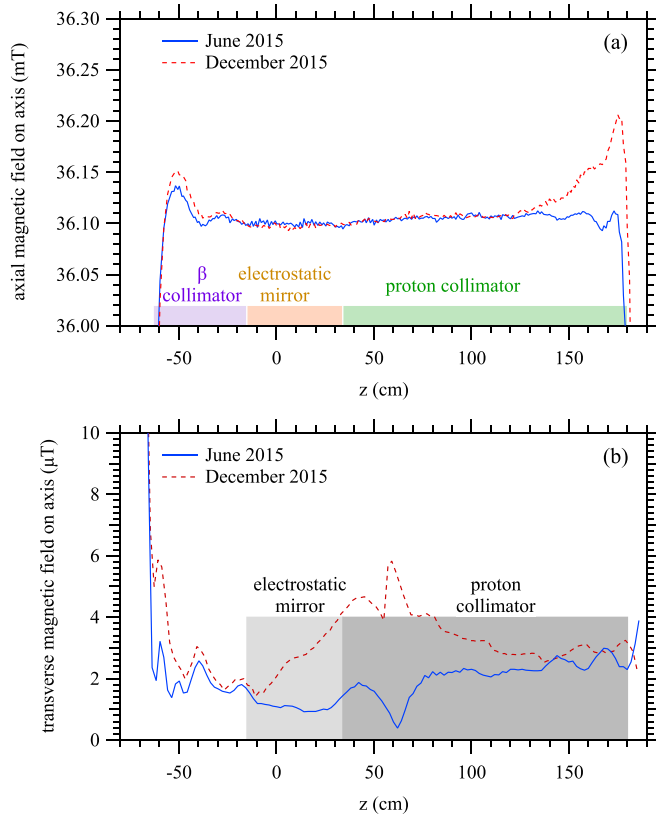 36.30
36.25
36.20
36.15
36.10
36.05
36.00
axial magnetic field on axis (mT)
June 2015
December 2015
(a)
β
collimator
electrostatic
mirror
proton collimator
-50
0
50
100
150
z (cm)
10
8
6
4
2
0
transverse magnetic field on axis (μT)
June 2015
December 2015
(b)
electrostatic
mirror
proton
collimator
-50
0
50
100
150
z (cm)